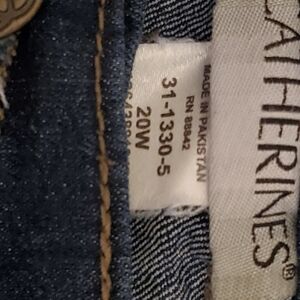 MADE IN PAKISTAN
RN 88842
31-1330-5
20W
ATHERINES®